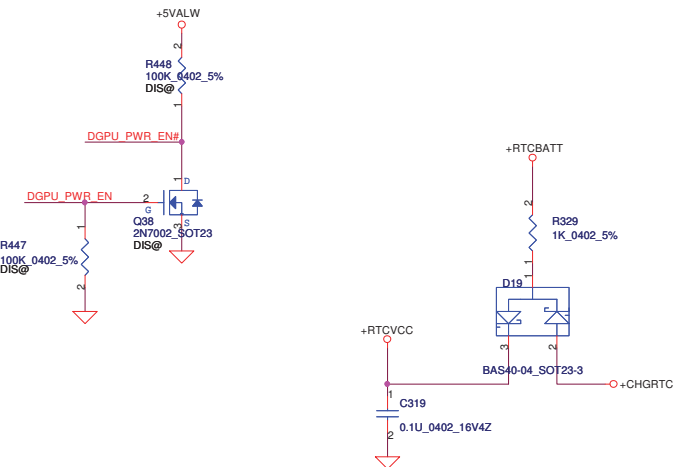 +5VALW
2
R448
100K_0402_5%
DIS@
1
DGPU_PWR_EN#
1
D
DGPU_PWR_EN
2
G
S
3
Q38
2N7002_SOT23
DIS@
1
R447
100K_0402_5%
DIS@
2
+RTCBATT
2
R329
1K_0402_5%
1
1
D19
+RTCVCC
3
2
BAS40-04_SOT23-3
+CHGRTC
1
C319
0.1U_0402_16V4Z
2